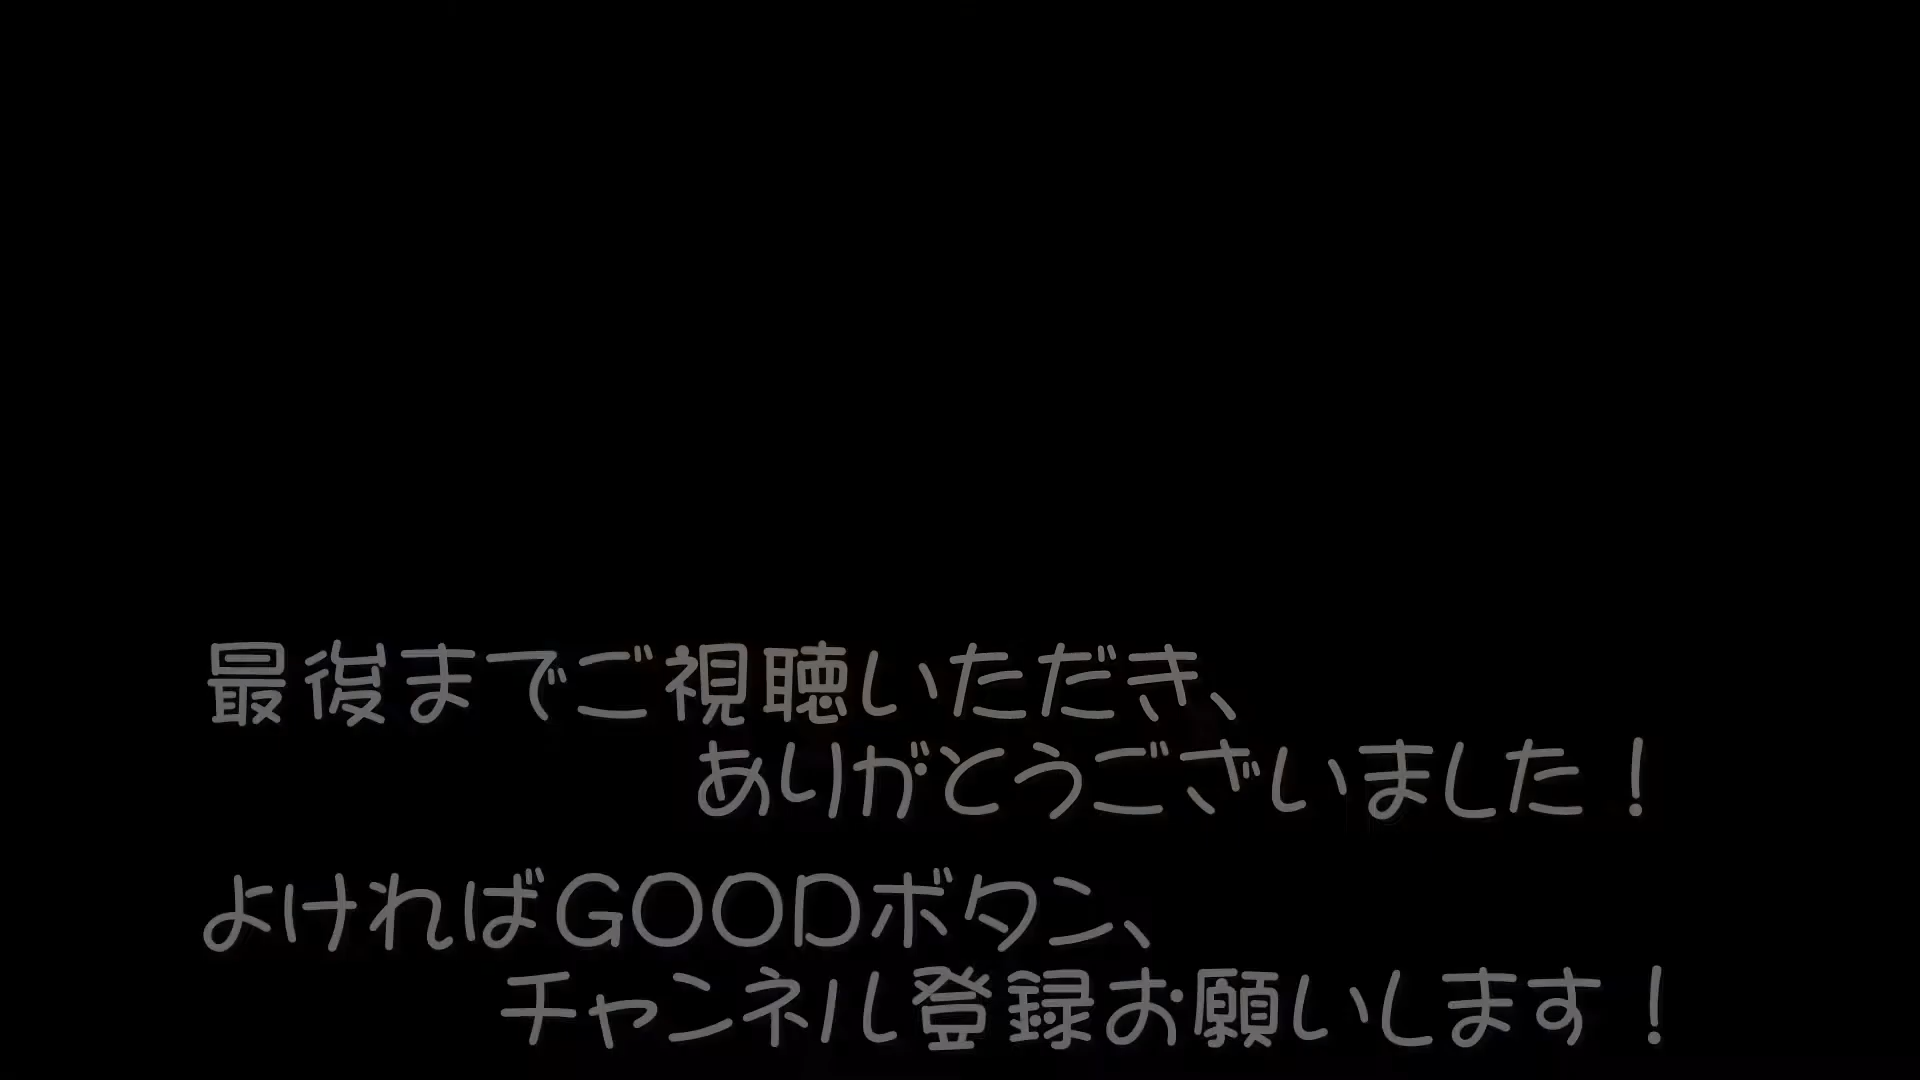 最後までご視聴いただき、
ありがとうございました！
よければGOODボタン、
チャンネル登録お願いします！